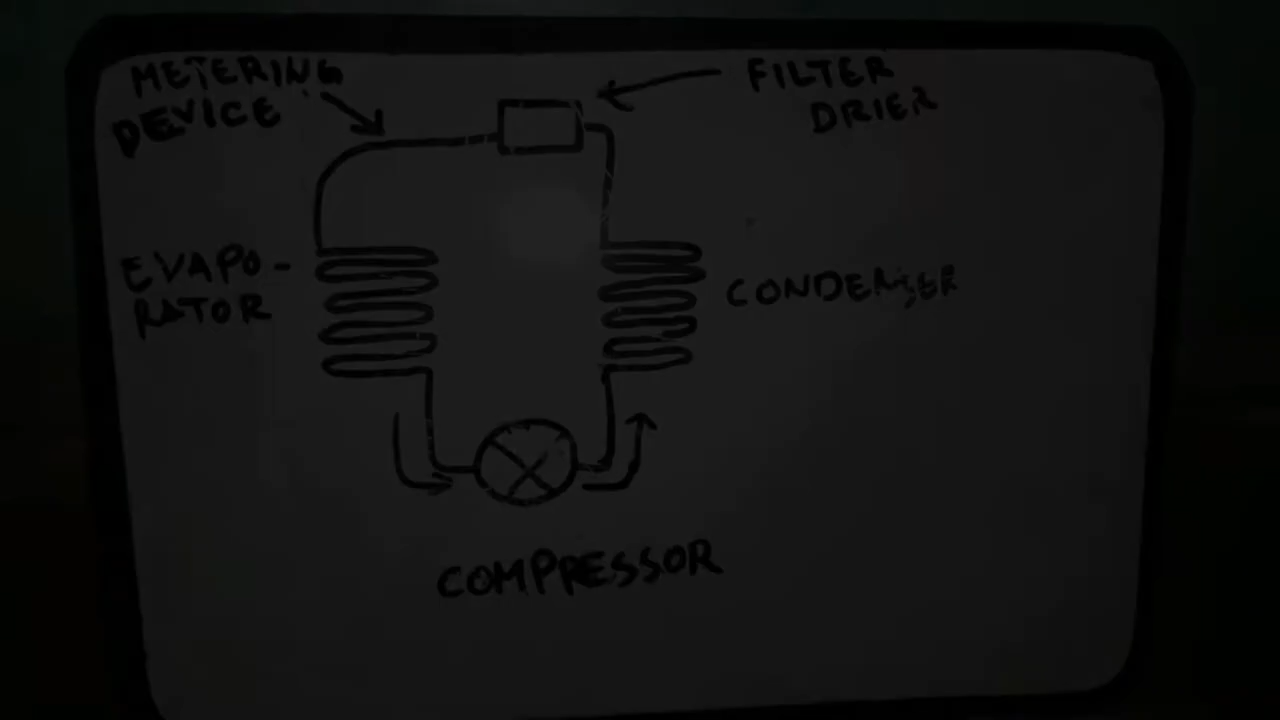 METERING
DEVICE
FILTER
DRIER
EVAPO-
RATOR
CONDENSER
COMPRESSOR